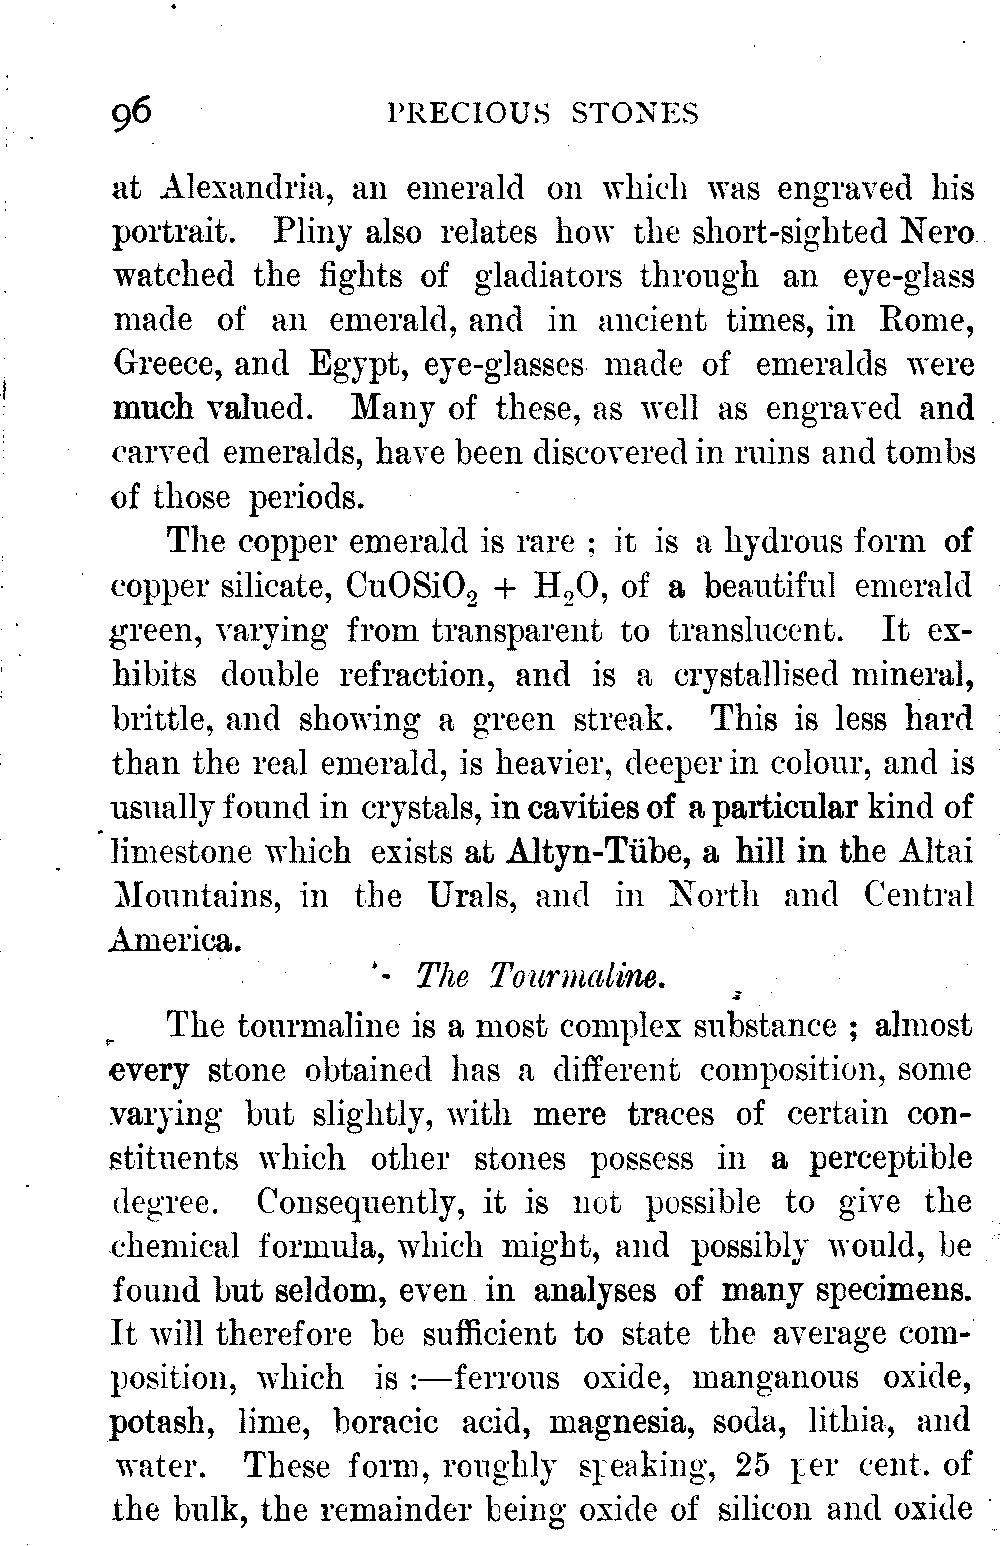 96 PRECIOUS STONES
at Alexandria, an emerald on which was engraved his
portrait. Pliny also relates how the short-sighted Nero
watched the fights of gladiators through an eye-glass
made of an emerald, and in ancient times, in Rome,
Greece, and Egypt, eye-glasses made of emeralds were
much valued. Many of these, as well as engraved and
carved emeralds, have been discovered in ruins and tombs
of those periods.
The copper emerald is rare ; it is a hydrous form of
copper silicate, CuOSiO₂ + H₂O, of a beautiful emerald
green, varying from transparent to translucent. It ex-
hibits double refraction, and is a crystallised mineral,
brittle, and showing a green streak. This is less hard
than the real emerald, is heavier, deeper in colour, and is
usually found in crystals, in cavities of a particular kind of
limestone which exists at Altyn-Tübe, a hill in the Altai
Mountains, in the Urals, and in North and Central
America.
The Tourmaline.
The tourmaline is a most complex substance ; almost
every stone obtained has a different composition, some
varying but slightly, with mere traces of certain con-
stituents which other stones possess in a perceptible
degree. Consequently, it is not possible to give the
chemical formula, which might, and possibly would, be
found but seldom, even in analyses of many specimens.
It will therefore be sufficient to state the average com-
position, which is :—ferrous oxide, manganous oxide,
potash, lime, boracic acid, magnesia, soda, lithia, and
water. These form, roughly speaking, 25 per cent. of
the bulk, the remainder being oxide of silicon and oxide